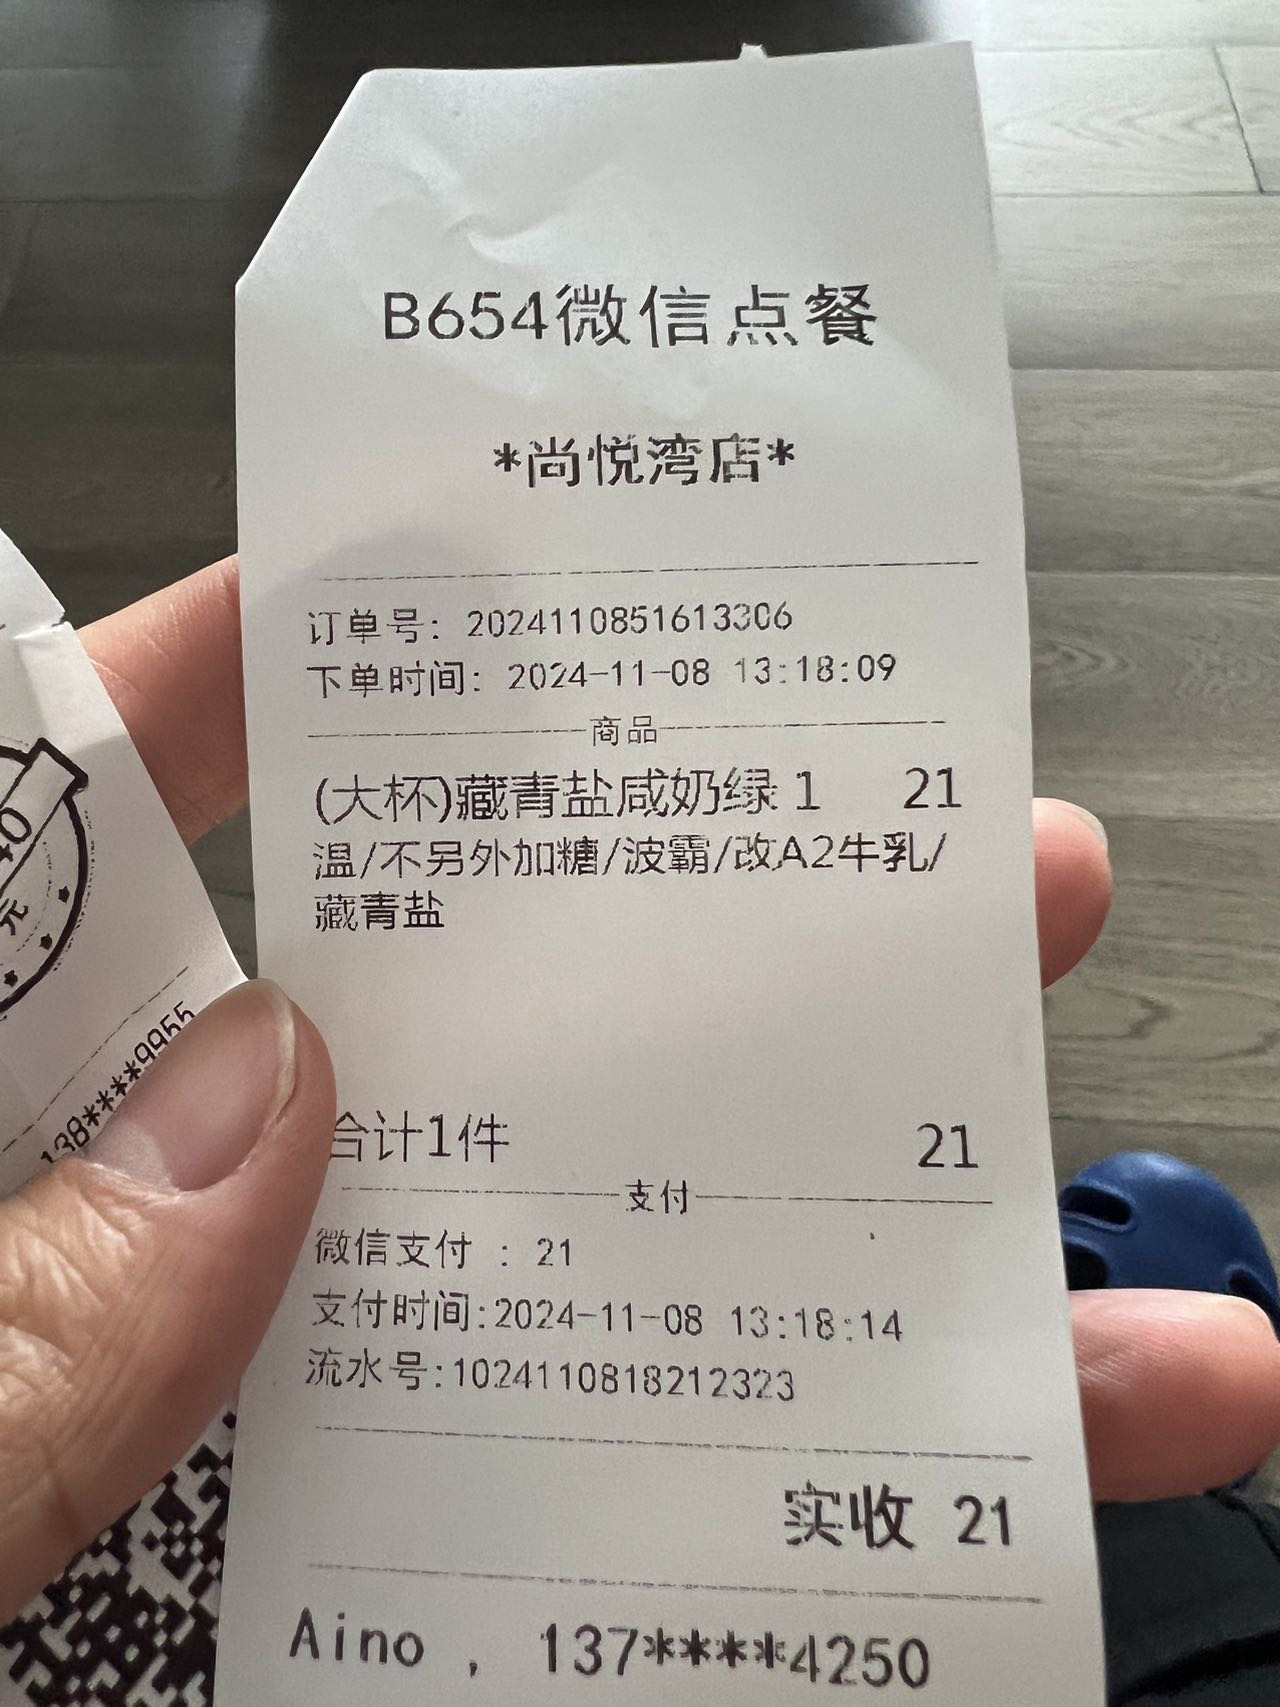 B654微信点餐
*尚悦湾店*
订单号: 2024110851613306
下单时间: 2024-11-08 13:18:09
商品
(大杯)藏青盐咸奶绿 1 21
温/不另外加糖/波霸/改A2牛乳/
藏青盐
合计1件 21
支付
微信支付 : 21
支付时间:2024-11-08 13:18:14
流水号:1024110818212323
实收 21
Aino , 137****4250
40
元
138****9955